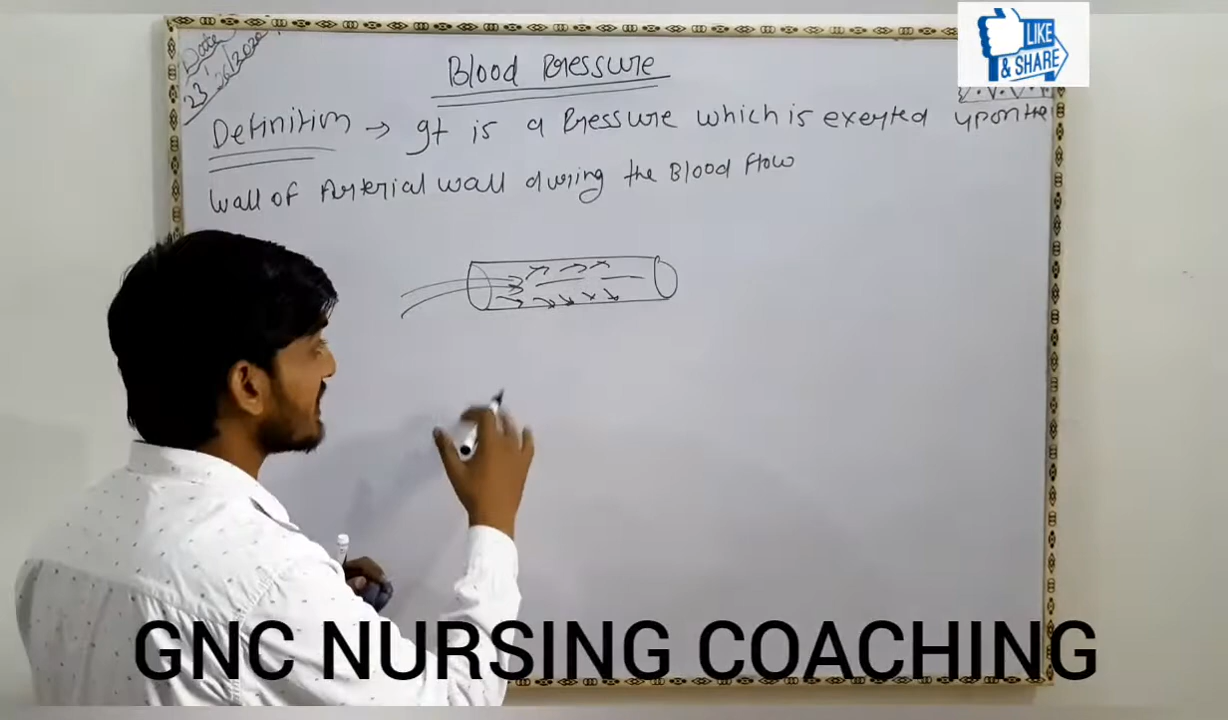 Date
23
2020
Blood Pressure
Definition → It is a Pressure which is exerted upon the
Wall of Arterial wall during the Blood Flow
LIKE
& SHARE
GNC NURSING COACHING